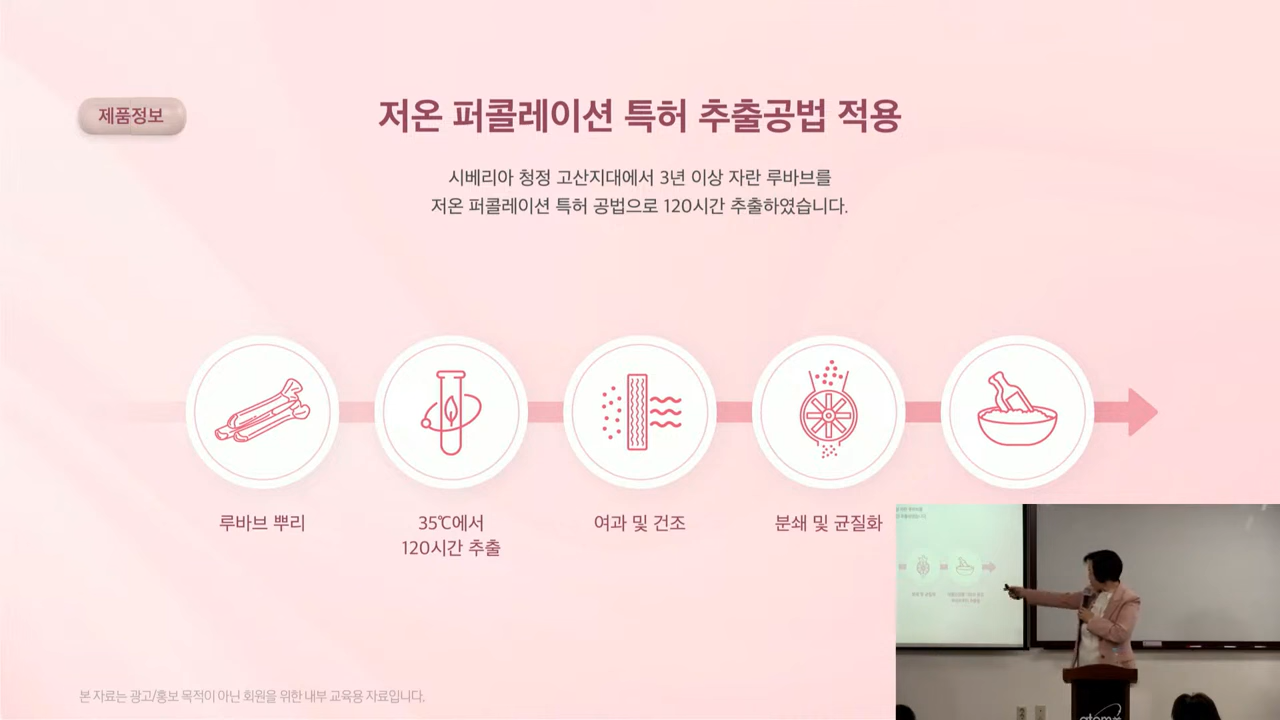 제품정보
저온 퍼콜레이션 특허 추출공법 적용
시베리아 청정 고산지대에서 3년 이상 자란 루바브를
저온 퍼콜레이션 특허 공법으로 120시간 추출하였습니다.
루바브 뿌리
35℃에서
120시간 추출
여과 및 건조
분쇄 및 균질화
본 자료는 광고/홍보 목적이 아닌 회원을 위한 내부 교육용 자료입니다.